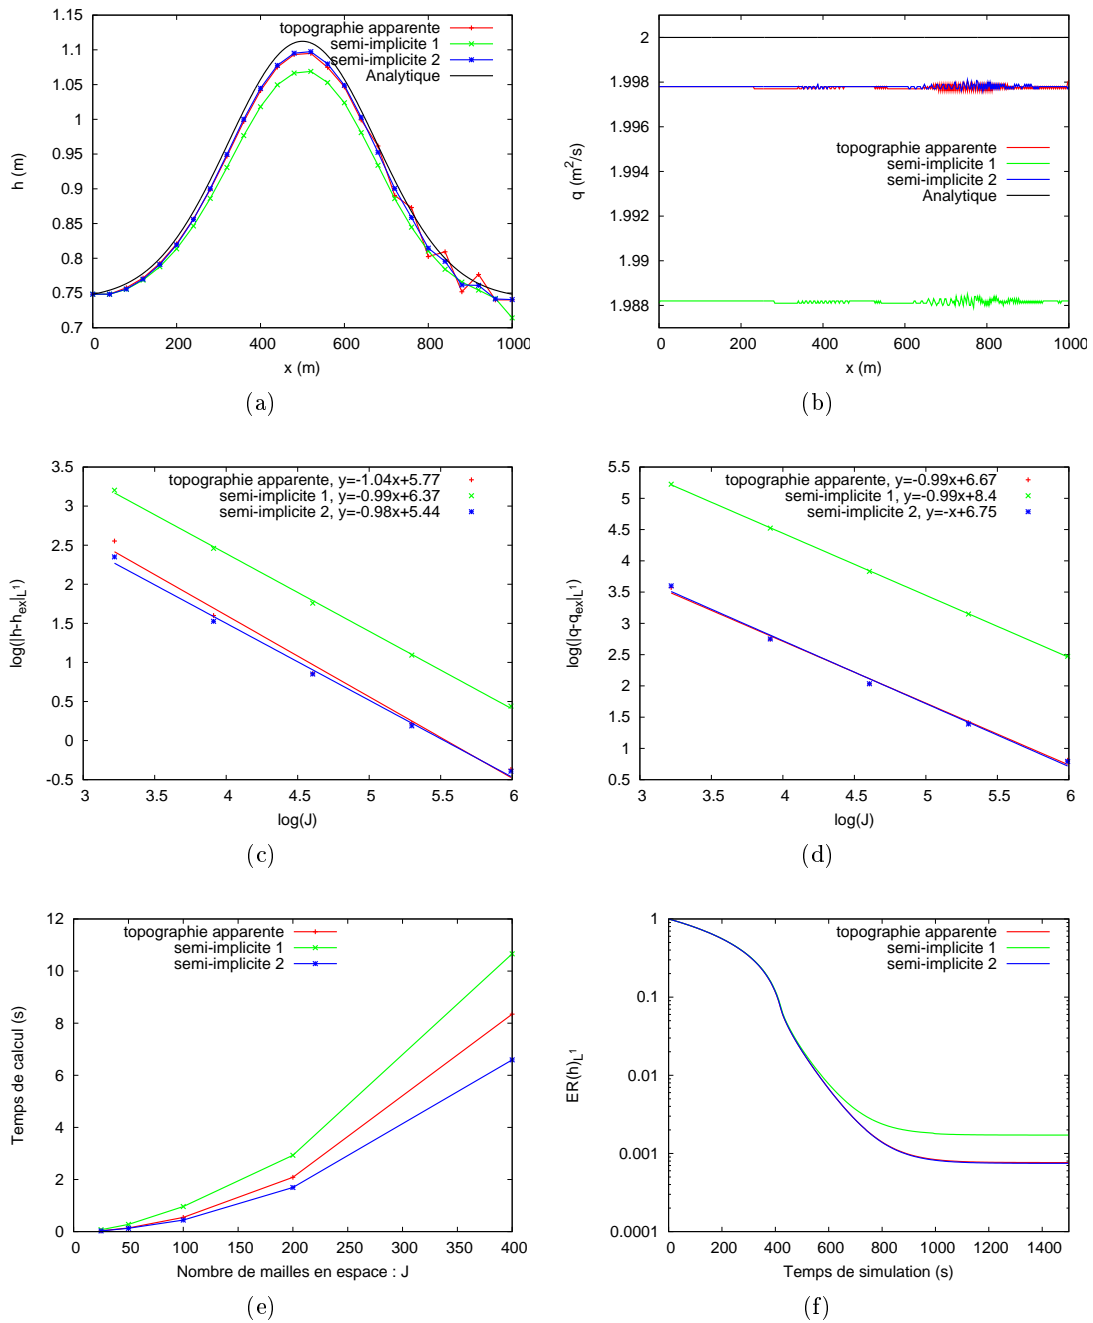 h (m)
1.15
1.1
1.05
1
0.95
0.9
0.85
0.8
0.75
0.7
0
200
400
600
800
1000
x (m)
topographie apparente
semi-implicite 1
semi-implicite 2
Analytique
(a)
q (m²/s)
2
1.998
1.996
1.994
1.992
1.99
1.988
0
200
400
600
800
1000
x (m)
topographie apparente
semi-implicite 1
semi-implicite 2
Analytique
(b)
log(|h-hex|L1)
3.5
3
2.5
2
1.5
1
0.5
0
-0.5
3
3.5
4
4.5
5
5.5
6
log(J)
topographie apparente, y=-1.04x+5.77
semi-implicite 1, y=-0.99x+6.37
semi-implicite 2, y=-0.98x+5.44
(c)
log(|q-qex|L1)
5.5
5
4.5
4
3.5
3
2.5
2
1.5
1
0.5
3
3.5
4
4.5
5
5.5
6
log(J)
topographie apparente, y=-0.99x+6.67
semi-implicite 1, y=-0.99x+8.4
semi-implicite 2, y=-x+6.75
(d)
Temps de calcul (s)
12
10
8
6
4
2
0
0
50
100
150
200
250
300
350
400
Nombre de mailles en espace : J
topographie apparente
semi-implicite 1
semi-implicite 2
(e)
ER(h)L1
1
0.1
0.01
0.001
0.0001
0
200
400
600
800
1000
1200
1400
Temps de simulation (s)
topographie apparente
semi-implicite 1
semi-implicite 2
(f)